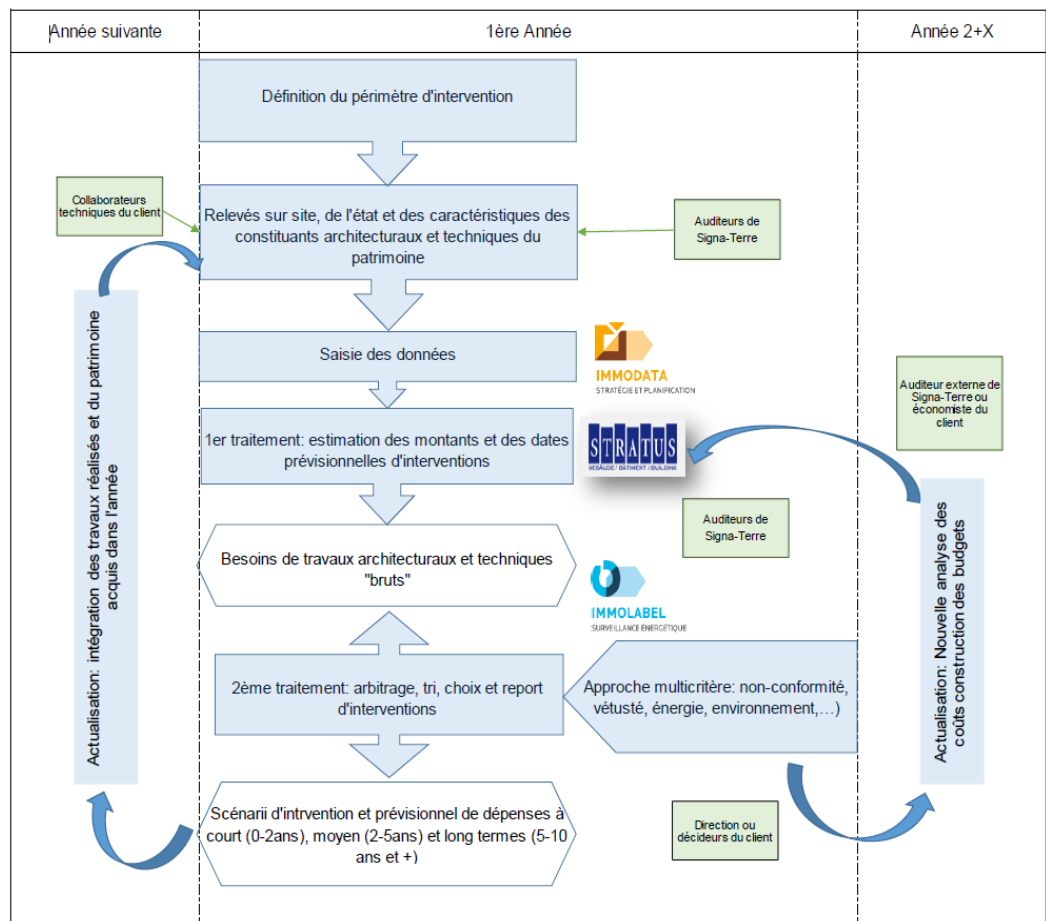 Année suivante
1ère Année
Année 2+X
Définition du périmètre d'intervention
Collaborateurs
techniques du client
Relevés sur site, de l'état et des caractéristiques des
constituants architecturaux et techniques du
patrimoine
Auditeurs de
Signa-Terre
Saisie des données
IMMODATA
STRATÉGIE ET PLANIFICATION
1er traitement: estimation des montants et des dates
prévisionnelles d'interventions
STRATUS
GEBÄUDE / BÂTIMENT / BUILDING
Auditeur externe de
Signa-Terre ou
économiste du
client
Auditeurs de
Signa-Terre
Besoins de travaux architecturaux et techniques
"bruts"
IMMOLABEL
SURVEILLANCE ÉNERGÉTIQUE
2ème traitement: arbitrage, tri, choix et report
d'interventions
Approche multicritère: non-conformité,
vétusté, énergie, environnement,…)
Scénarii d'intrvention et prévisionnel de dépenses à
court (0-2ans), moyen (2-5ans) et long termes (5-10
ans et +)
Direction ou
décideurs du client
Actualisation: intégration des travaux réalisés et du patrimoine
acquis dans l'année
Actualisation: Nouvelle analyse des
coûts construction des budgets